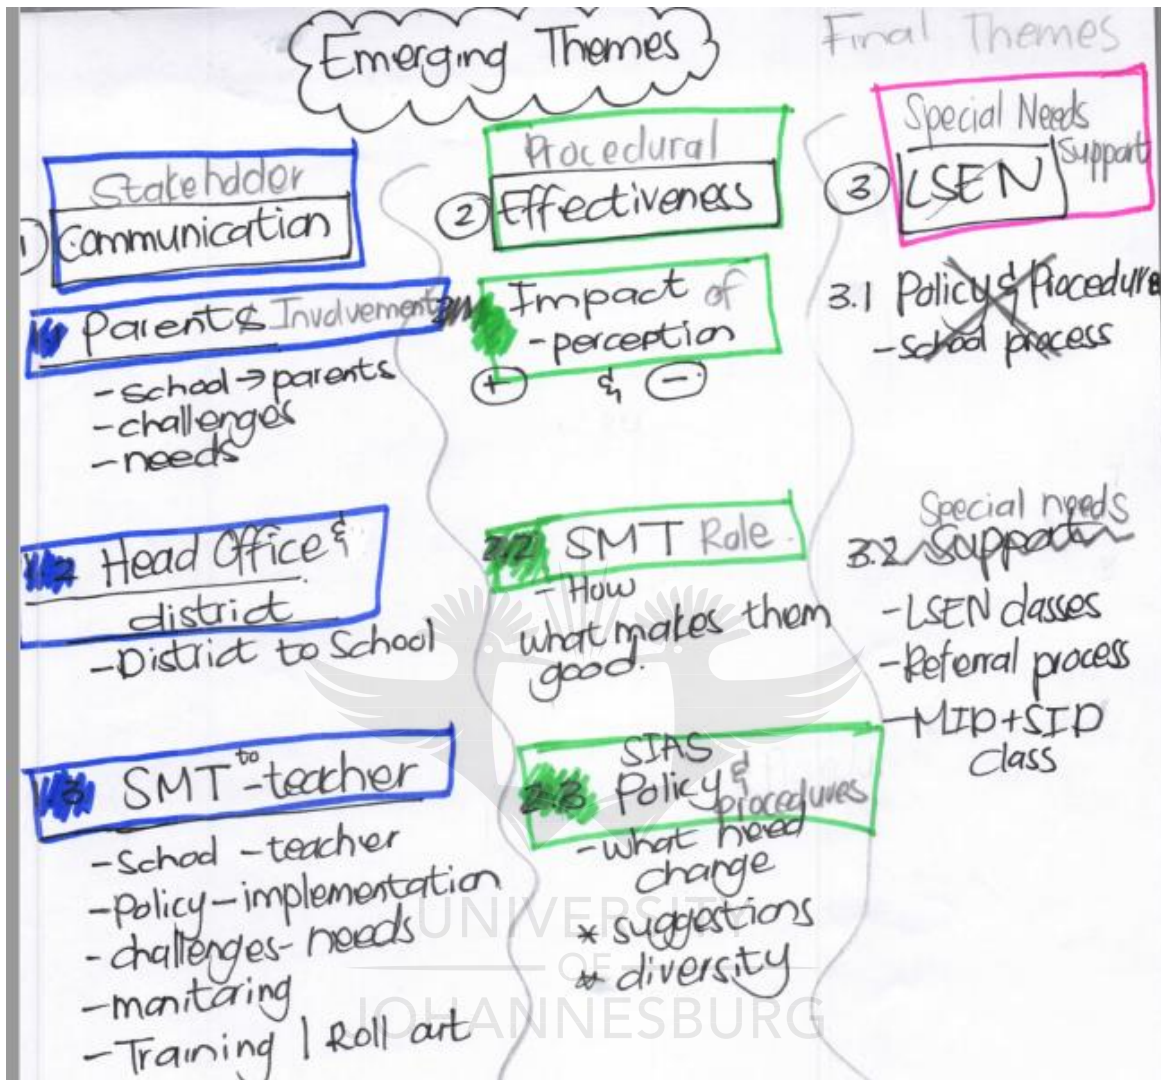 Emerging Themes
Final Themes
Stakeholder
1 Communication
Parents Involvement
- school → parents
- challenges
- needs
1.2 Head Office &
district
- District to School
3 SMT to - teacher
- School - teacher
- Policy - implementation
- challenges - needs
- monitoring
- Training | Roll out
Procedural
2 Effectiveness
Impact of
- perception
+ & -
2.2 SMT Role
- How
what makes them
good.
SIAS
2.3 Policy &
procedures
- what need
change
* suggestions
* diversity
Special Needs
Support
3 LSEN
3.1 Policy & Procedure
- school process
Special needs
3.2 Support
- LSEN classes
- Referral process
- MID + SID
class
UNIVERSITY
OF
JOHANNESBURG